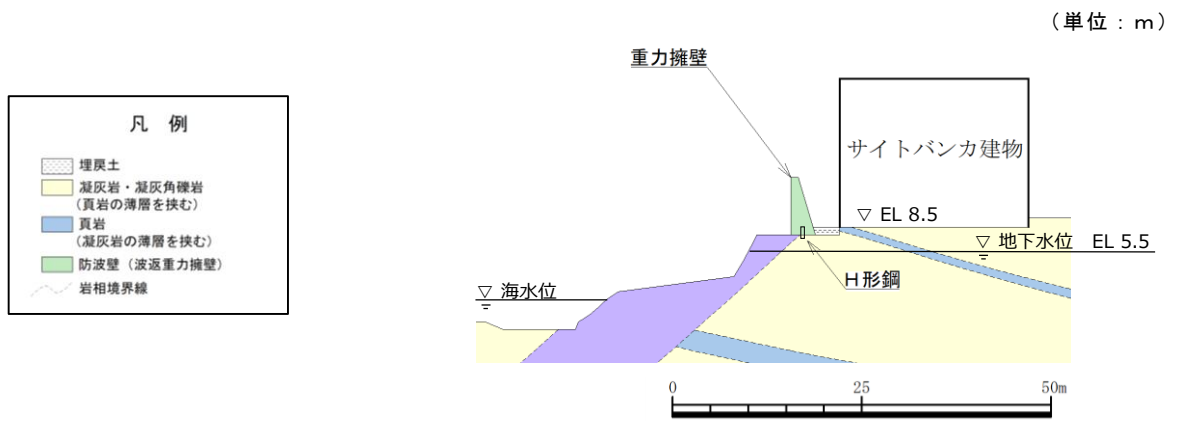 （単位：ｍ）
凡　例
埋戻土
凝灰岩・凝灰角礫岩
（頁岩の薄層を挟む）
頁岩
（凝灰岩の薄層を挟む）
防波壁（波返重力擁壁）
岩相境界線
重力擁壁
サイトバンカ建物
▽ EL 8.5
▽ 地下水位　EL 5.5
H形鋼
▽ 海水位
0 25 50m